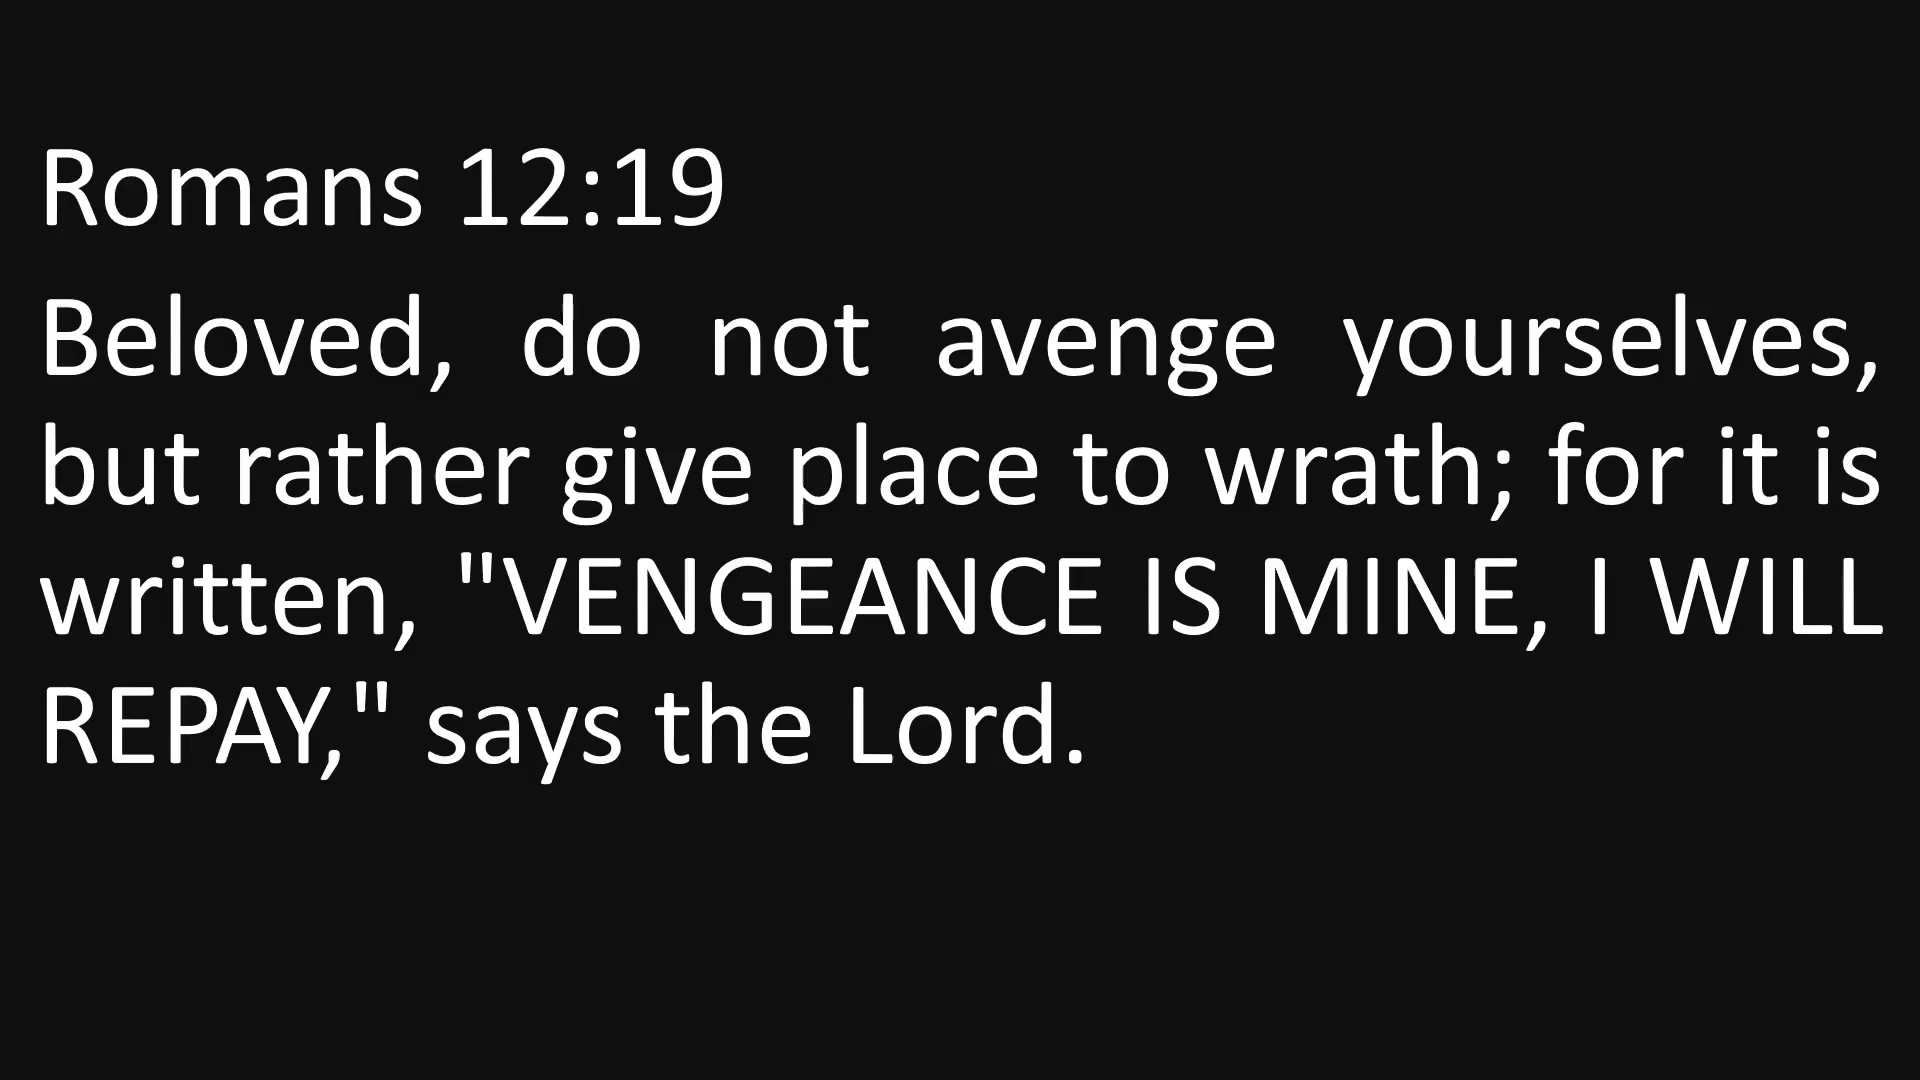 Romans 12:19
Beloved, do not avenge yourselves,
but rather give place to wrath; for it is
written, "VENGEANCE IS MINE, I WILL
REPAY," says the Lord.